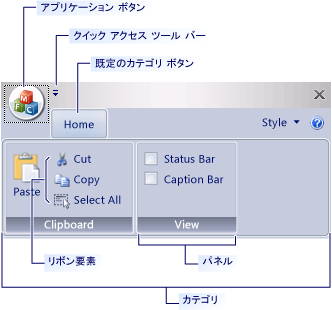 アプリケーション ボタン
クイック アクセス ツール バー
既定のカテゴリ ボタン
M
F C
Home
Style
Paste
Cut
Copy
Select All
Status Bar
Caption Bar
Clipboard
View
リボン要素
パネル
カテゴリ